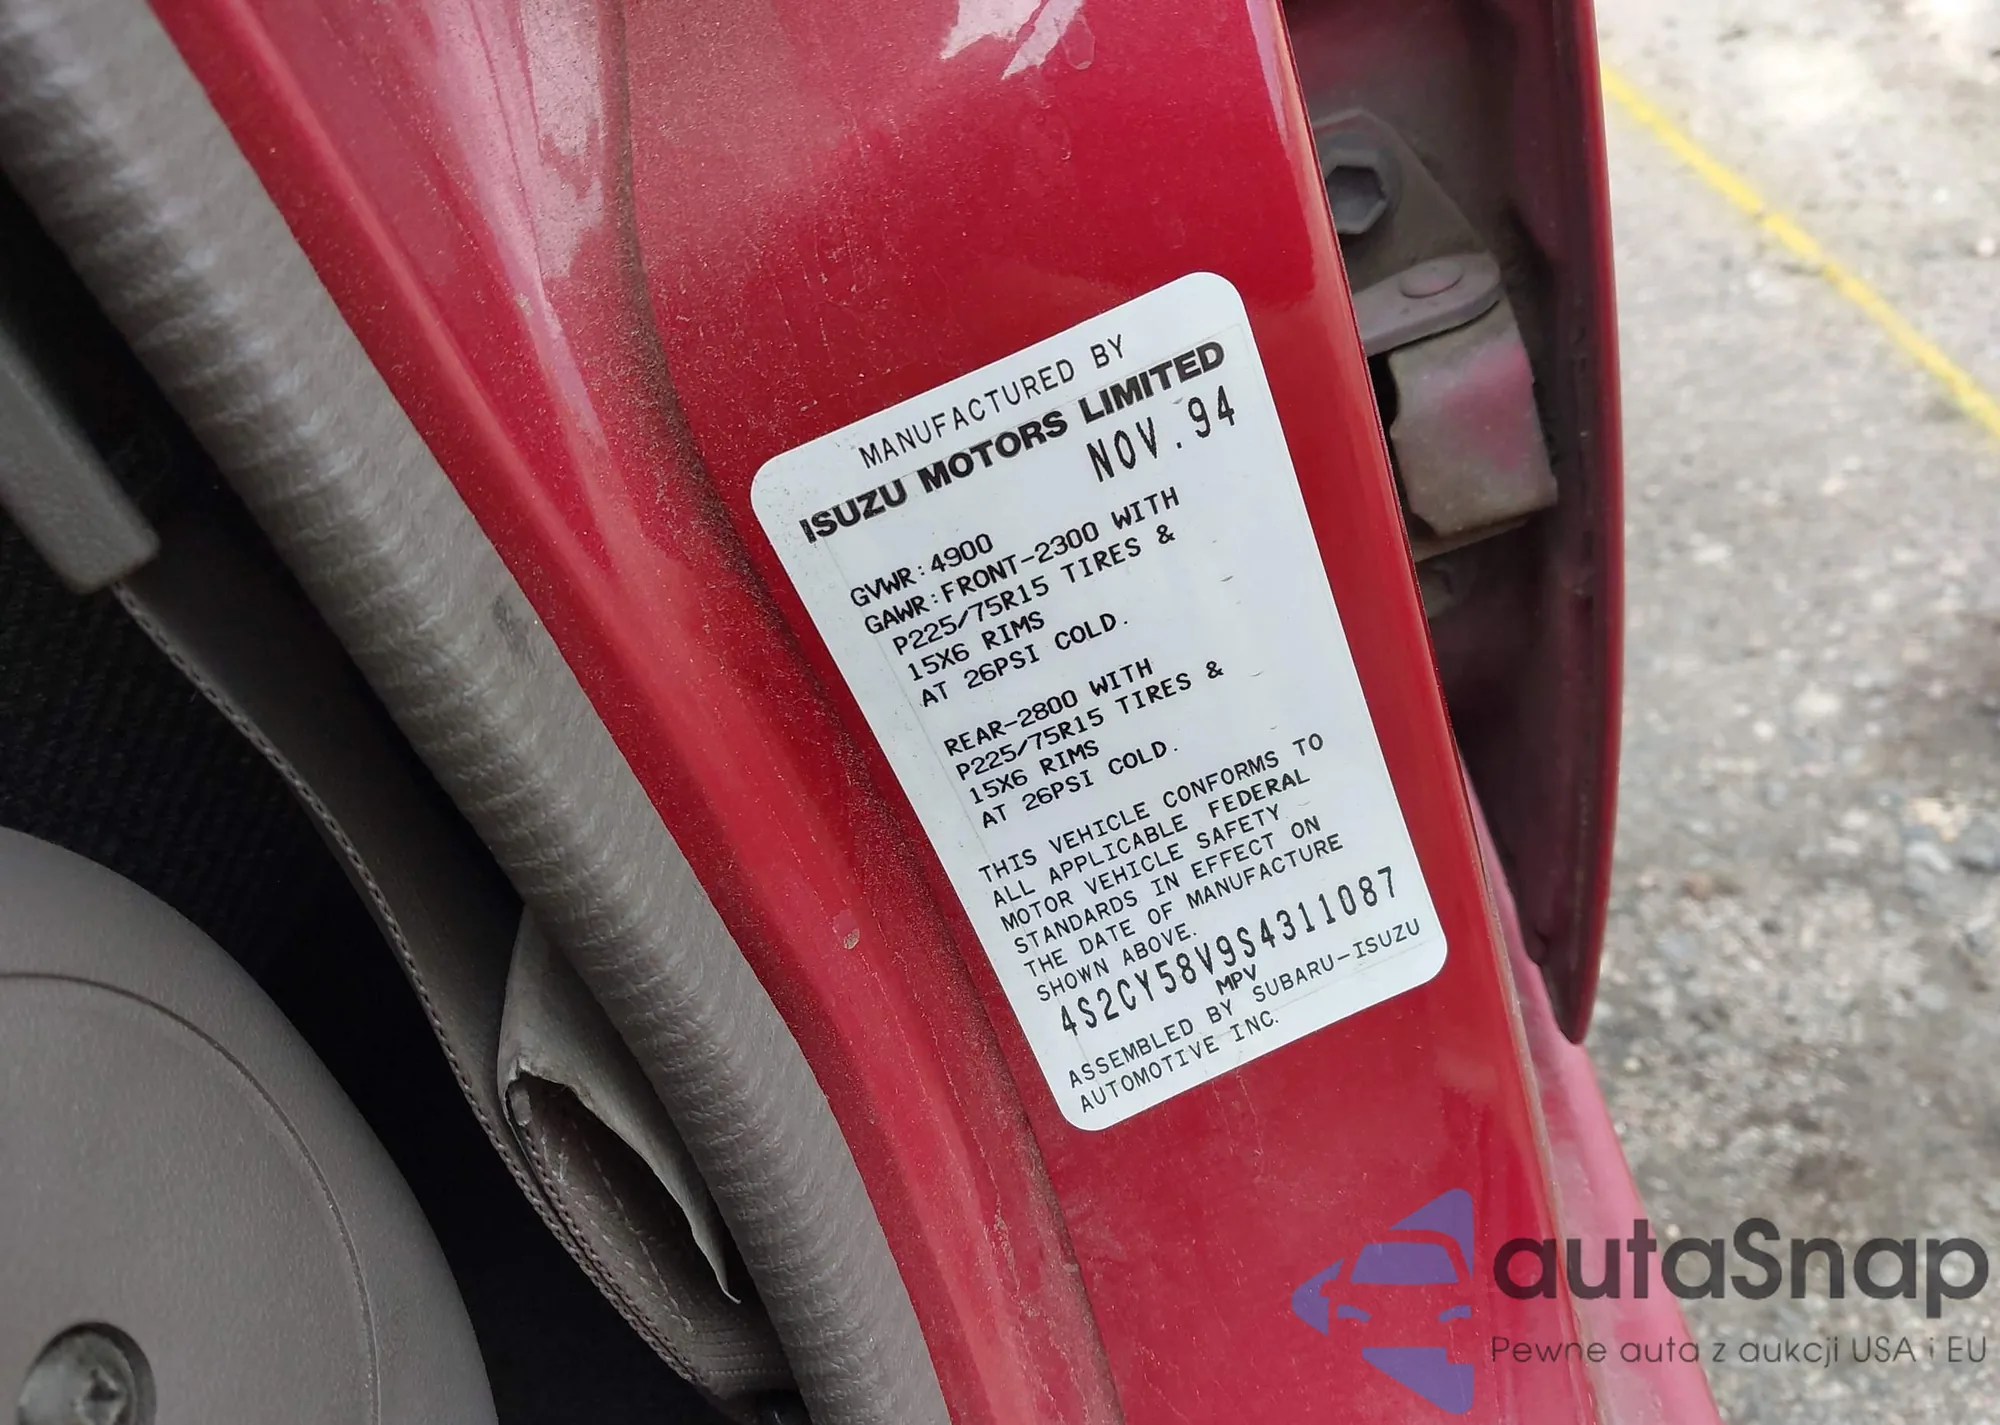 MANUFACTURED BY
ISUZU MOTORS LIMITED
NOV.94
GVWR:4900
GAWR:FRONT-2300 WITH
P225/75R15 TIRES &
15X6 RIMS
AT 26PSI COLD.
REAR-2800 WITH
P225/75R15 TIRES &
15X6 RIMS
AT 26PSI COLD.
THIS VEHICLE CONFORMS TO
ALL APPLICABLE FEDERAL
MOTOR VEHICLE SAFETY
STANDARDS IN EFFECT ON
THE DATE OF MANUFACTURE
SHOWN ABOVE.
4S2CY58V9S4311087
MPV
ASSEMBLED BY SUBARU-ISUZU
AUTOMOTIVE INC.
autaSnap
Pewne auta z aukcji USA i EU